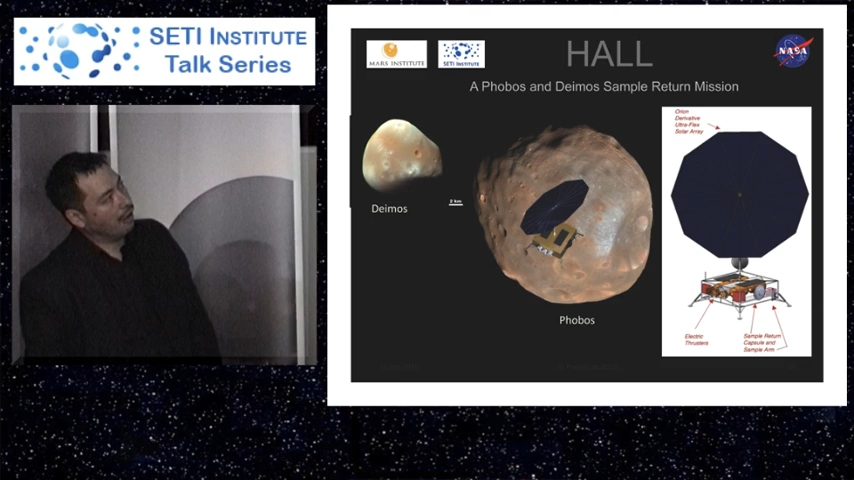 SETI INSTITUTE
Talk Series
MARS INSTITUTE
SETI INSTITUTE
HALL
NASA
A Phobos and Deimos Sample Return Mission
Deimos
2 km
Phobos
Orion
Derivative
Ultra-Flex
Solar Array
Electric
Thrusters
Sample Return
Capsule and
Sample Arm